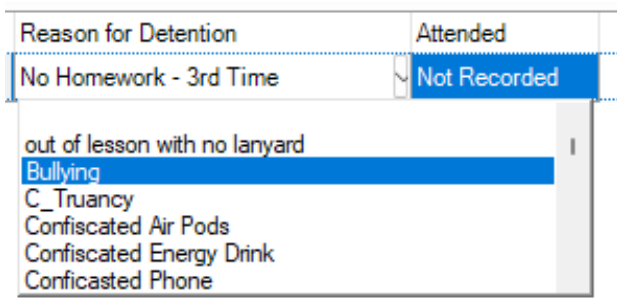 Reason for Detention Attended
No Homework - 3rd Time Not Recorded
out of lesson with no lanyard
Bullying
C_Truancy
Confiscated Air Pods
Confiscated Energy Drink
Conficasted Phone